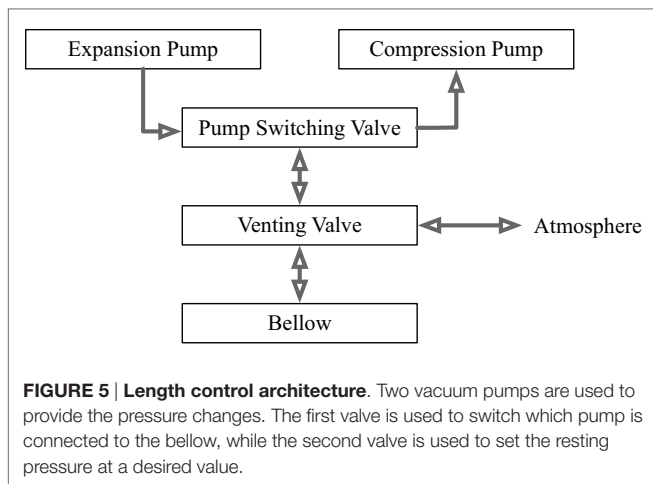 Expansion Pump
Compression Pump
Pump Switching Valve
Venting Valve
Atmosphere
Bellow
FIGURE 5 | Length control architecture. Two vacuum pumps are used to
provide the pressure changes. The first valve is used to switch which pump is
connected to the bellow, while the second valve is used to set the resting
pressure at a desired value.